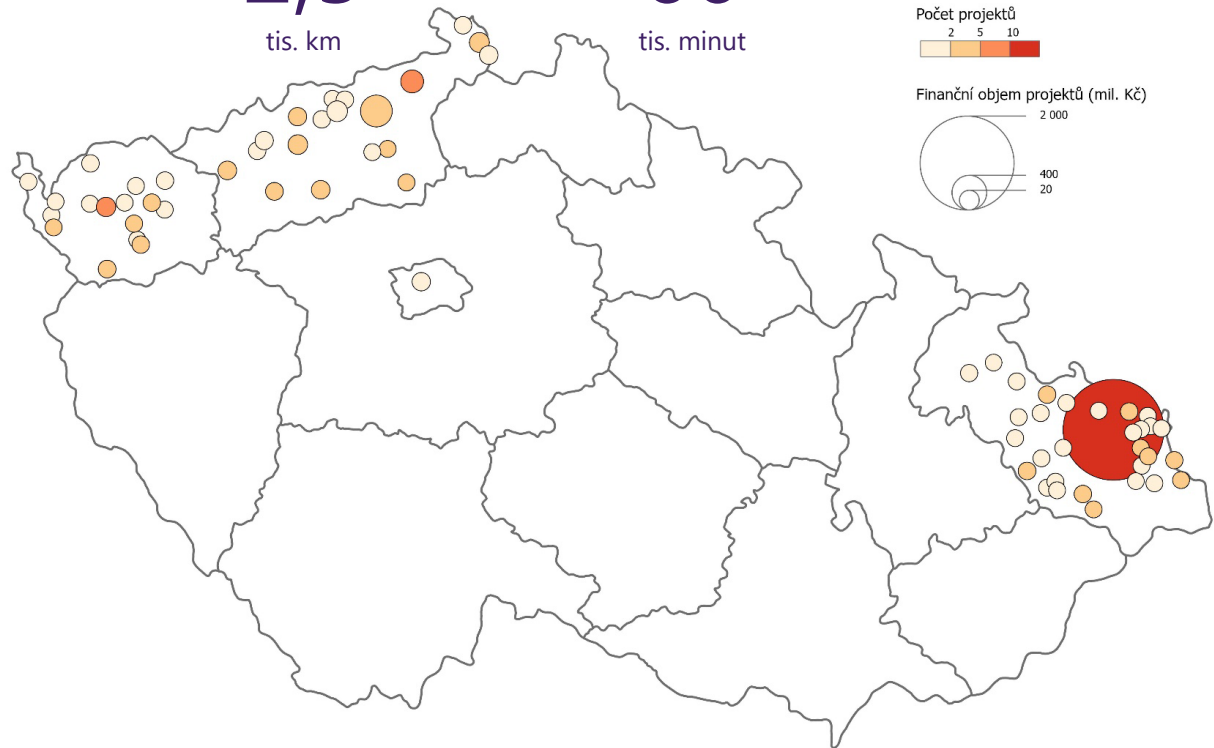 tis. km
tis. minut
Počet projektů
2 5 10
Finanční objem projektů (mil. Kč)
2 000
400
20